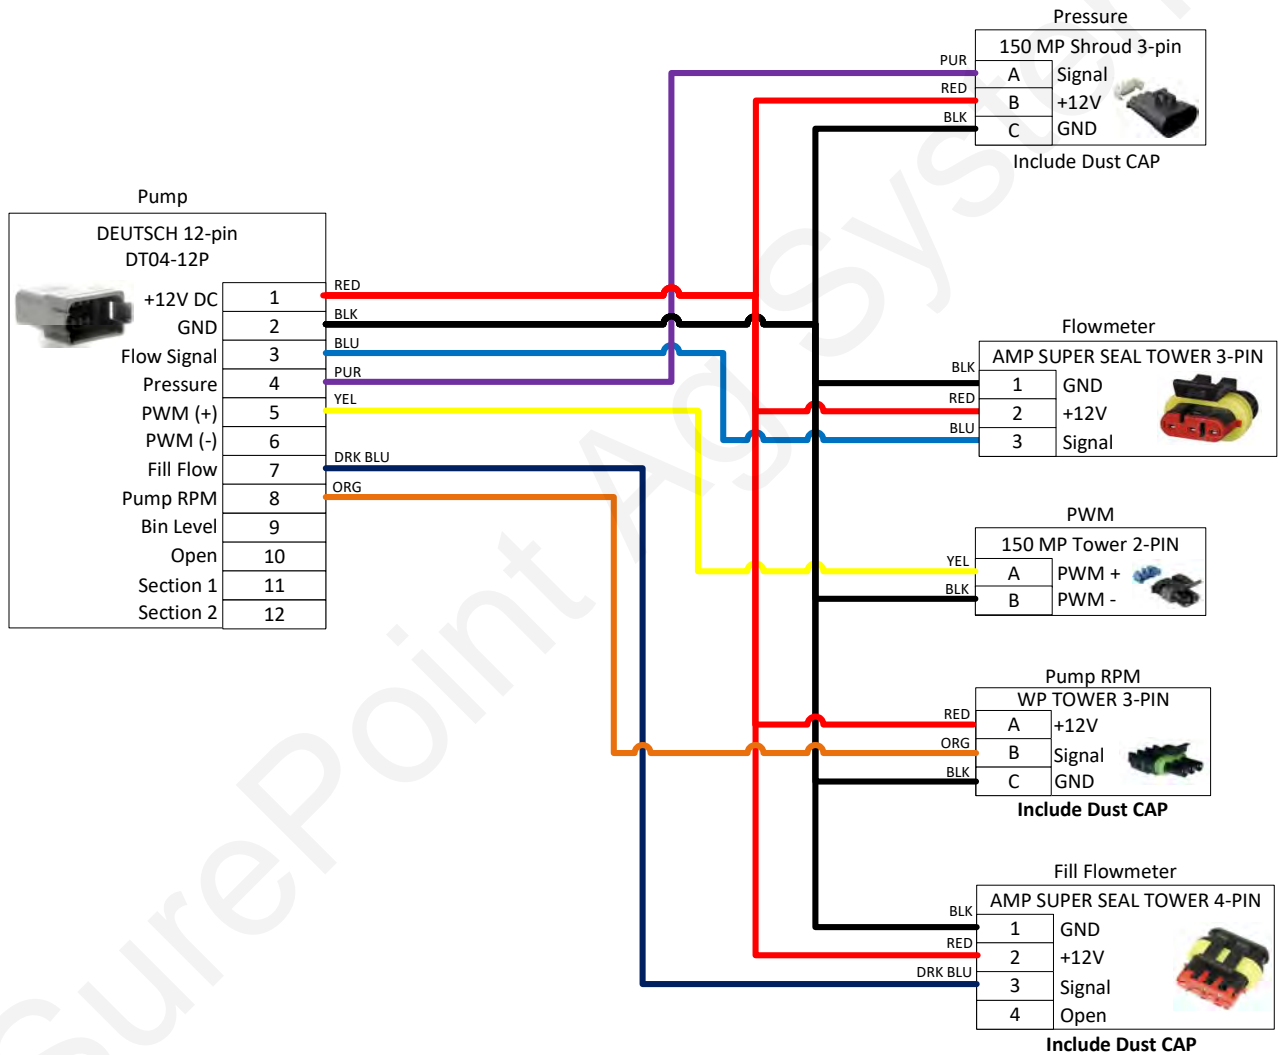 Pressure
150 MP Shroud 3-pin
PUR A Signal
RED B +12V
BLK C GND
Include Dust CAP
Pump
DEUTSCH 12-pin
DT04-12P
+12V DC 1 RED
GND 2 BLK
Flow Signal 3 BLU
Pressure 4 PUR
PWM (+) 5 YEL
PWM (-) 6
Fill Flow 7 DRK BLU
Pump RPM 8 ORG
Bin Level 9
Open 10
Section 1 11
Section 2 12
Flowmeter
AMP SUPER SEAL TOWER 3-PIN
BLK 1 GND
RED 2 +12V
BLU 3 Signal
PWM
150 MP Tower 2-PIN
YEL A PWM +
BLK B PWM -
Pump RPM
WP TOWER 3-PIN
RED A +12V
ORG B Signal
BLK C GND
Include Dust CAP
Fill Flowmeter
AMP SUPER SEAL TOWER 4-PIN
BLK 1 GND
RED 2 +12V
DRK BLU 3 Signal
4 Open
Include Dust CAP
SurePoint Ag System